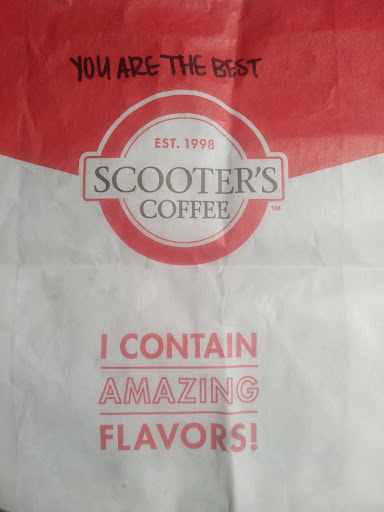 YOU ARE THE BEST
EST. 1998
SCOOTER'S
COFFEE
TM
I CONTAIN
AMAZING
FLAVORS!